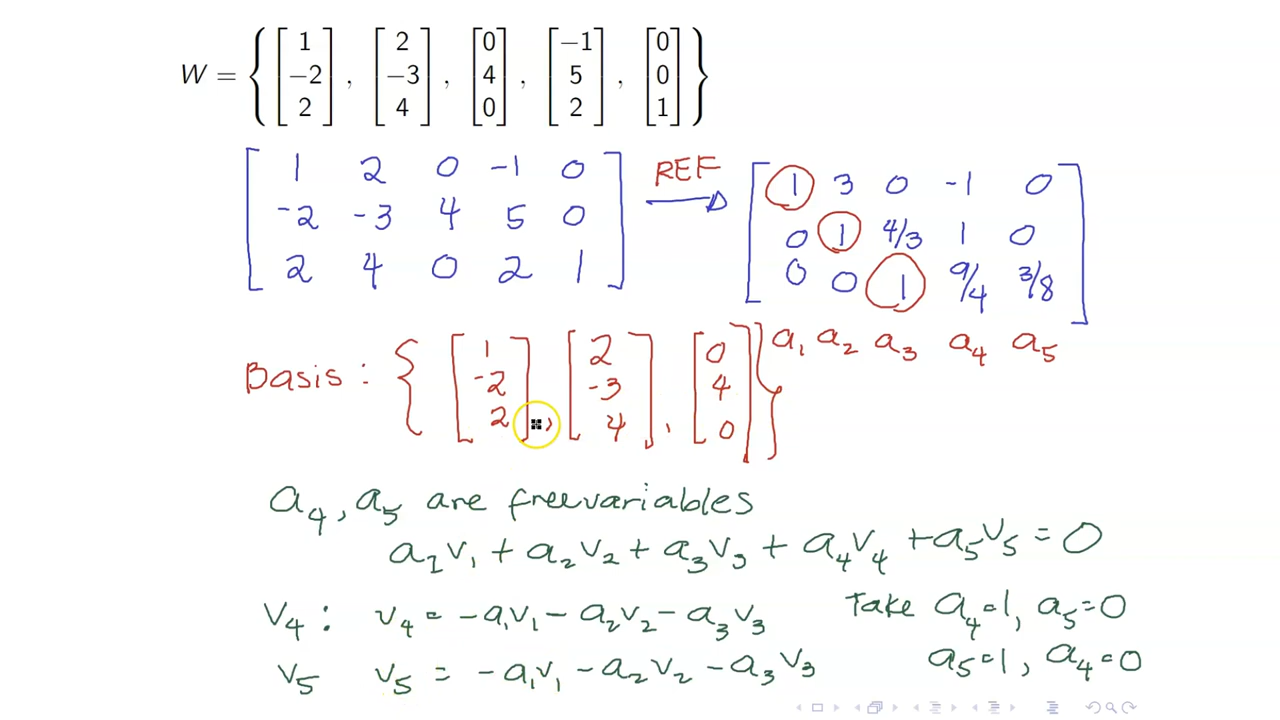 W = { [1 -2 2], [2 -3 4], [0 4 0], [-1 5 2], [0 0 1] }
1 2 0 -1 0 REF 1 3 0 -1 0
-2 -3 4 5 0 0 1 4/3 1 0
2 4 0 2 1 0 0 1 9/4 3/8
a₁ a₂ a₃ a₄ a₅
Basis: { [1 -2 2], [2 -3 4], [0 4 0] }
a₄, a₅ are free variables
a₁v₁ + a₂v₂ + a₃v₃ + a₄v₄ + a₅v₅ = 0
v₄: v₄ = -a₁v₁ - a₂v₂ - a₃v₃ Take a₄=1, a₅=0
v₅ v₅ = -a₁v₁ - a₂v₂ - a₃v₃ a₅=1, a₄=0